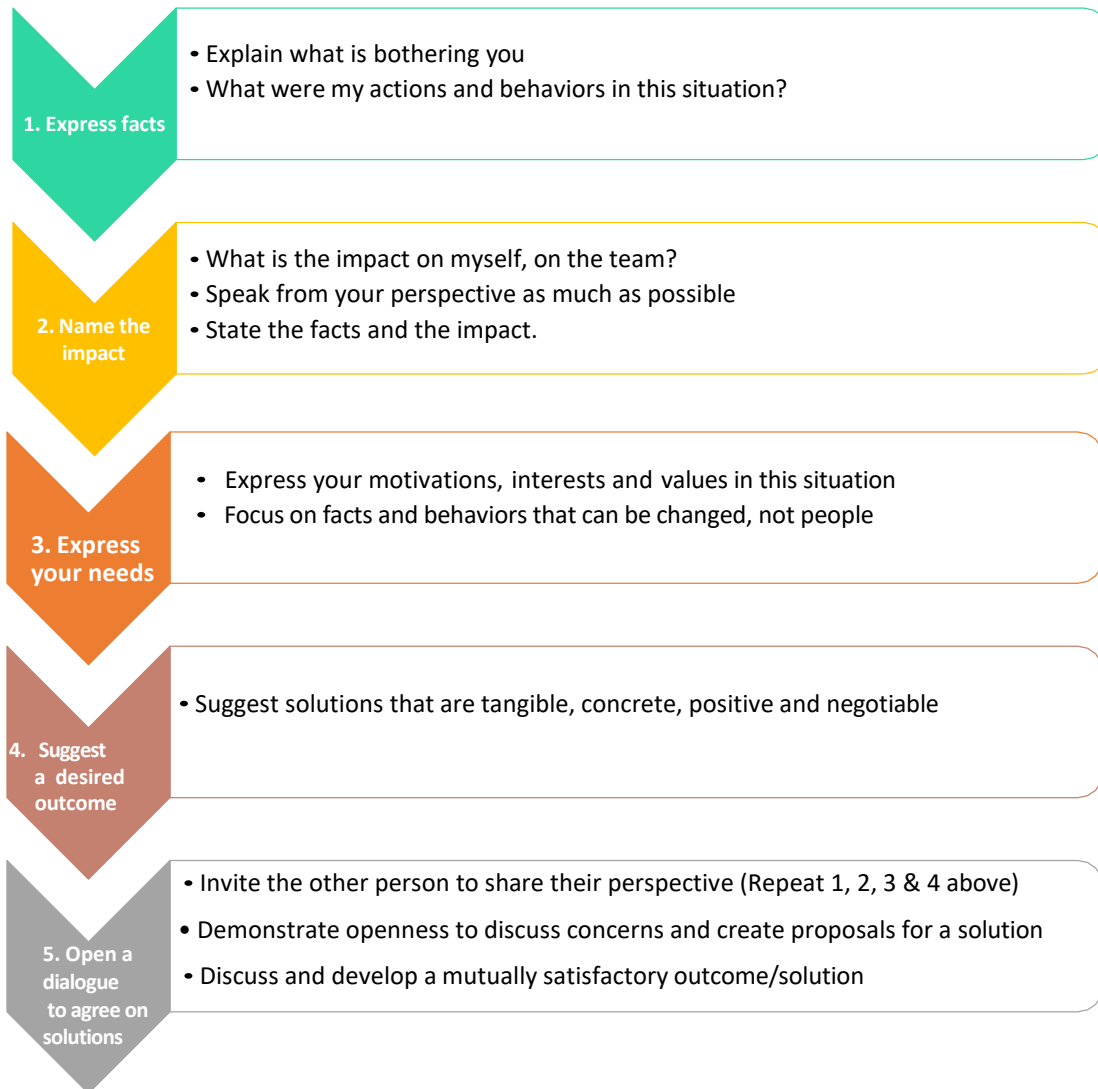 • Explain what is bothering you
• What were my actions and behaviors in this situation?
1. Express facts
• What is the impact on myself, on the team?
• Speak from your perspective as much as possible
• State the facts and the impact.
2. Name the
impact
• Express your motivations, interests and values in this situation
• Focus on facts and behaviors that can be changed, not people
3. Express
your needs
• Suggest solutions that are tangible, concrete, positive and negotiable
4. Suggest
a desired
outcome
• Invite the other person to share their perspective (Repeat 1, 2, 3 & 4 above)
• Demonstrate openness to discuss concerns and create proposals for a solution
• Discuss and develop a mutually satisfactory outcome/solution
5. Open a
dialogue
to agree on
solutions